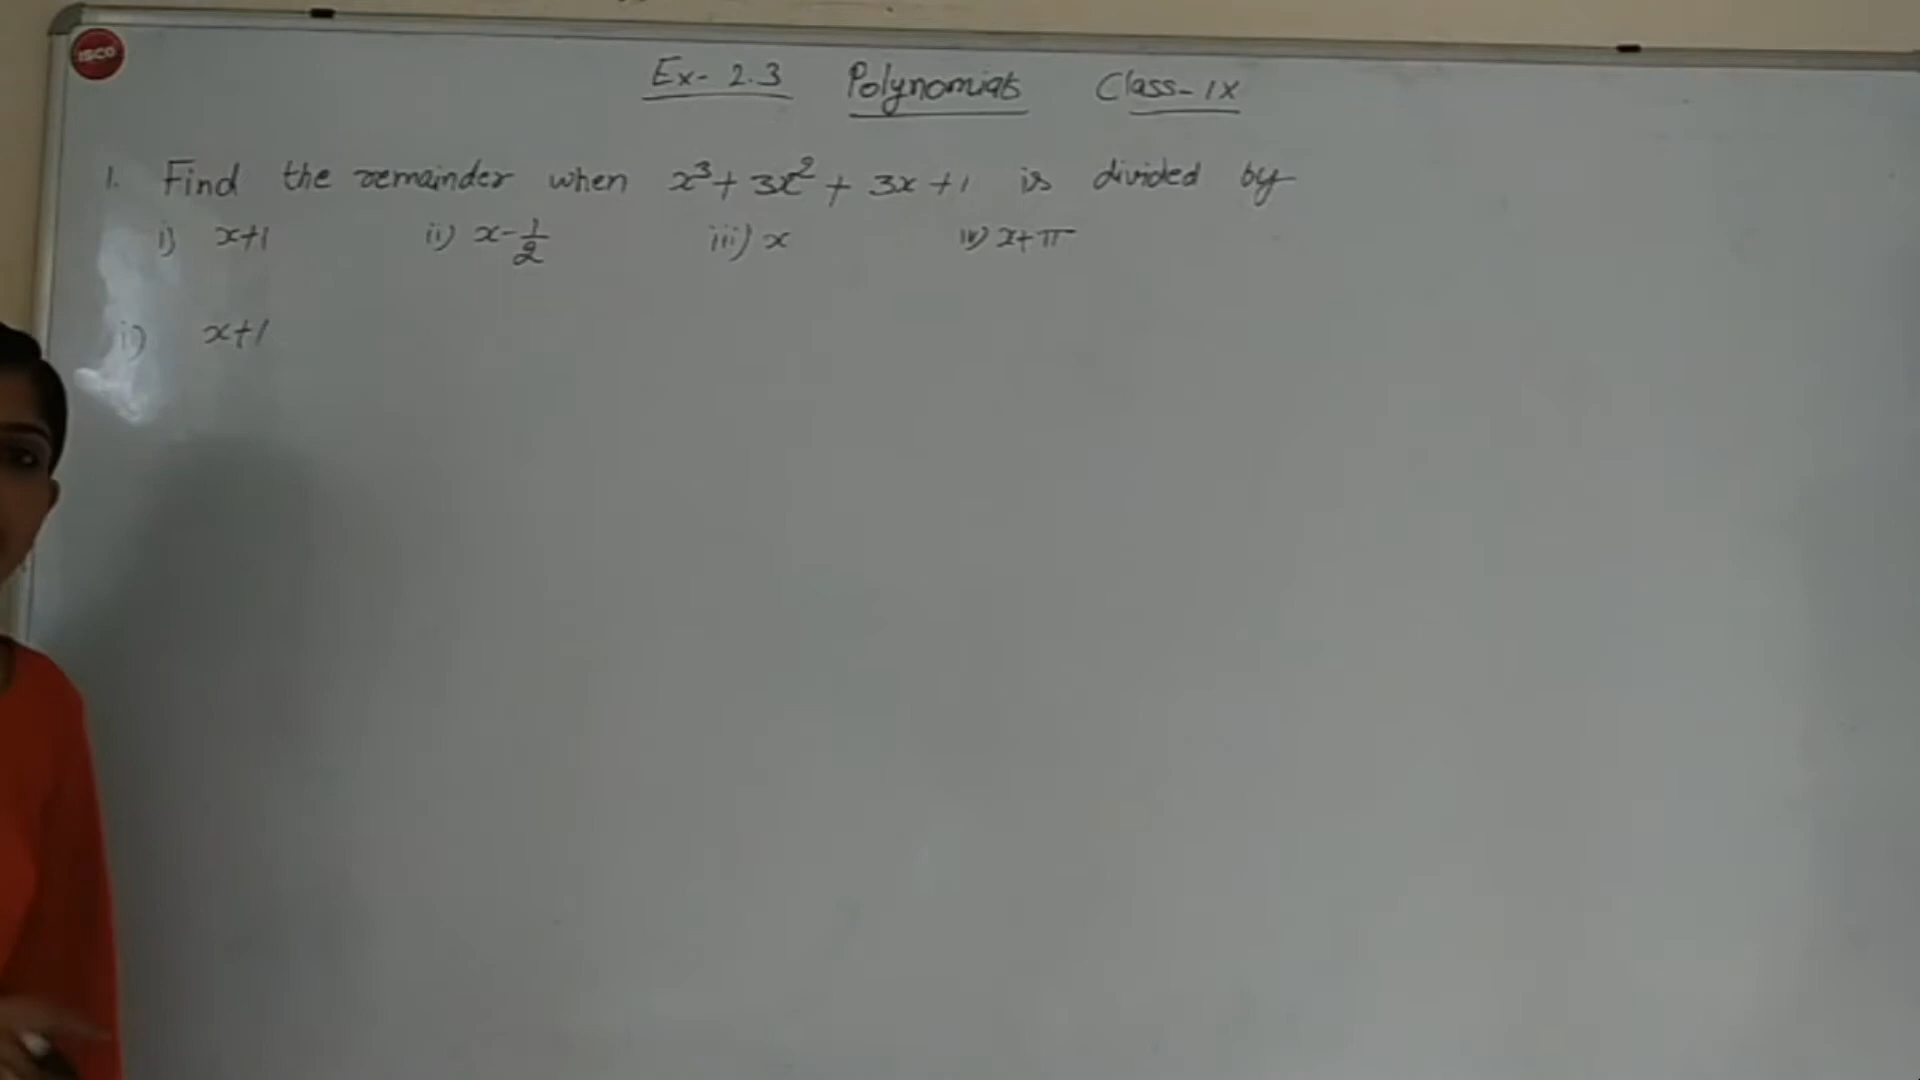 ISCO
Ex- 2.3 Polynomials Class- IX
1. Find the remainder when x³ + 3x² + 3x + 1 is divided by
i) x+1 ii) x - 1/2 iii) x iv) x+π
i) x+1